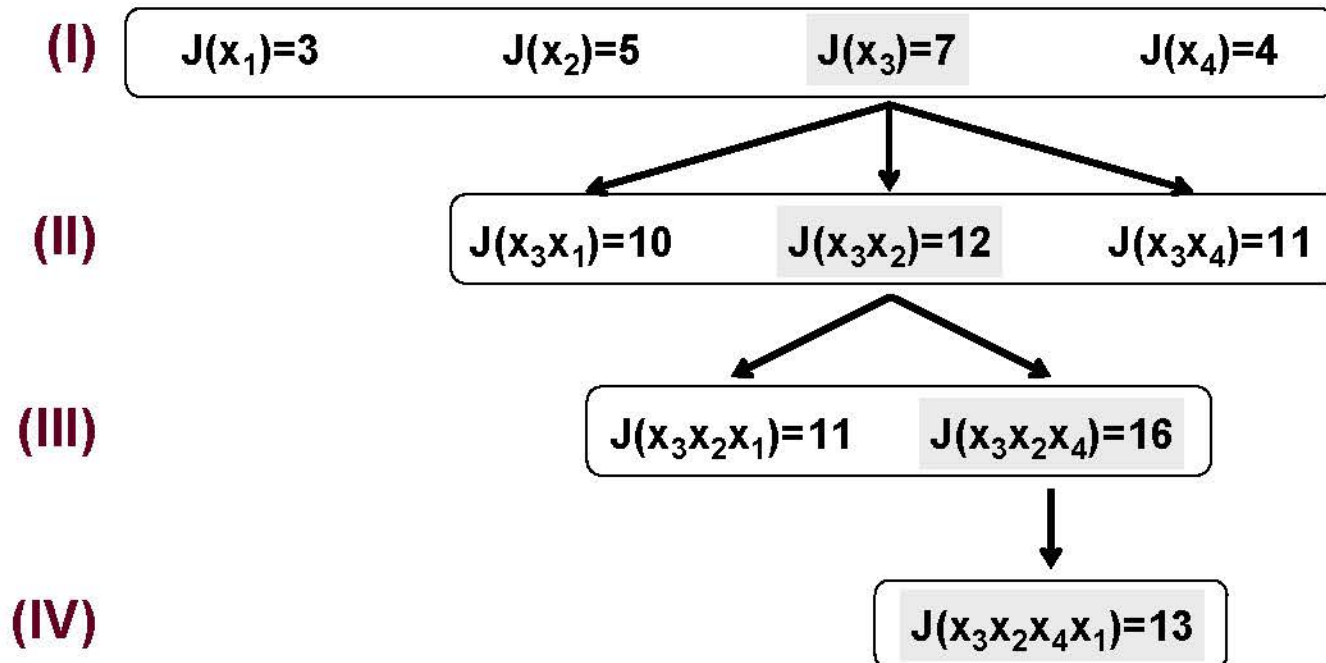 (I) J(x₁)=3 J(x₂)=5 J(x₃)=7 J(x₄)=4
(II) J(x₃x₁)=10 J(x₃x₂)=12 J(x₃x₄)=11
(III) J(x₃x₂x₁)=11 J(x₃x₂x₄)=16
(IV) J(x₃x₂x₄x₁)=13